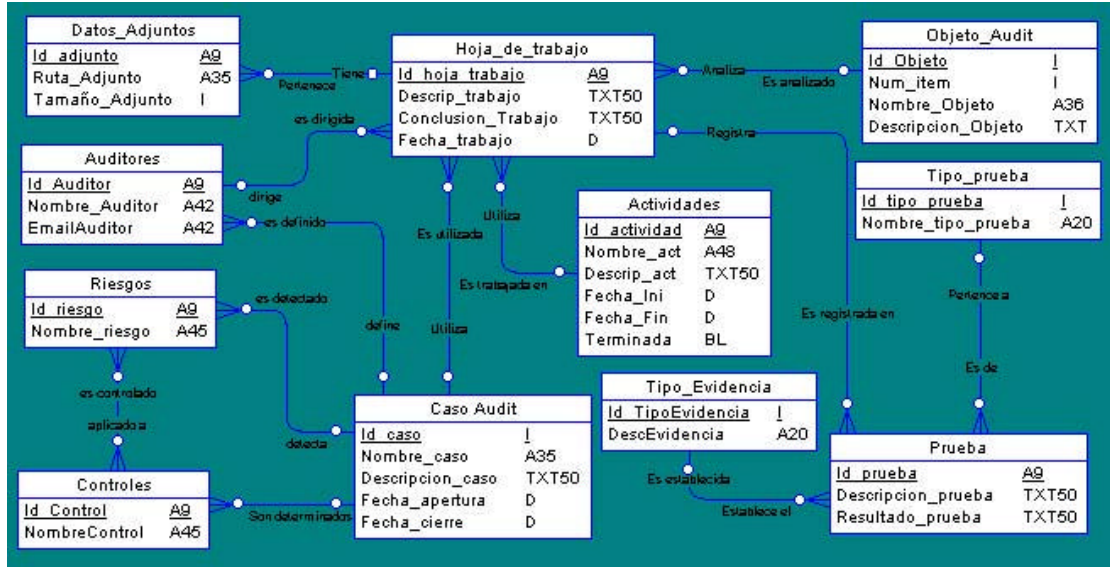 Datos_Adjuntos
Id_adjunto A9
Ruta_Adjunto A35
Tamaño_Adjunto I
Tiene
Pertenece
Hoja_de_trabajo
Id_hoja_trabajo A9
Descrip_trabajo TXT50
Conclusion_Trabajo TXT50
Fecha_trabajo D
Analiza
Es analizado
Objeto_Audit
Id_Objeto I
Num_item I
Nombre_Objeto A36
Descripcion_Objeto TXT
es dirigida
dirige
Registra
Es registrada en
Auditores
Id_Auditor A9
Nombre_Auditor A42
EmailAuditor A42
es definido
define
Es utilizada
Utiliza
Utiliza
Es trabajada en
Actividades
Id_actividad A9
Nombre_act A48
Descrip_act TXT50
Fecha_Ini D
Fecha_Fin D
Terminada BL
Tipo_prueba
Id_tipo_prueba I
Nombre_tipo_prueba A20
Pertence a
Es de
Riesgos
Id_riesgo A9
Nombre_riesgo A45
es detectado
detecta
es controlado
aplicado a
Controles
Id_Control A9
NombreControl A45
Son determinados
Caso Audit
Id_caso I
Nombre_caso A35
Descripcion_caso TXT50
Fecha_apertura D
Fecha_cierre D
Tipo_Evidencia
Id_TipoEvidencia I
DescEvidencia A20
Es establecida
Establece el
Prueba
Id_prueba A9
Descripcion_prueba TXT50
Resultado_prueba TXT50